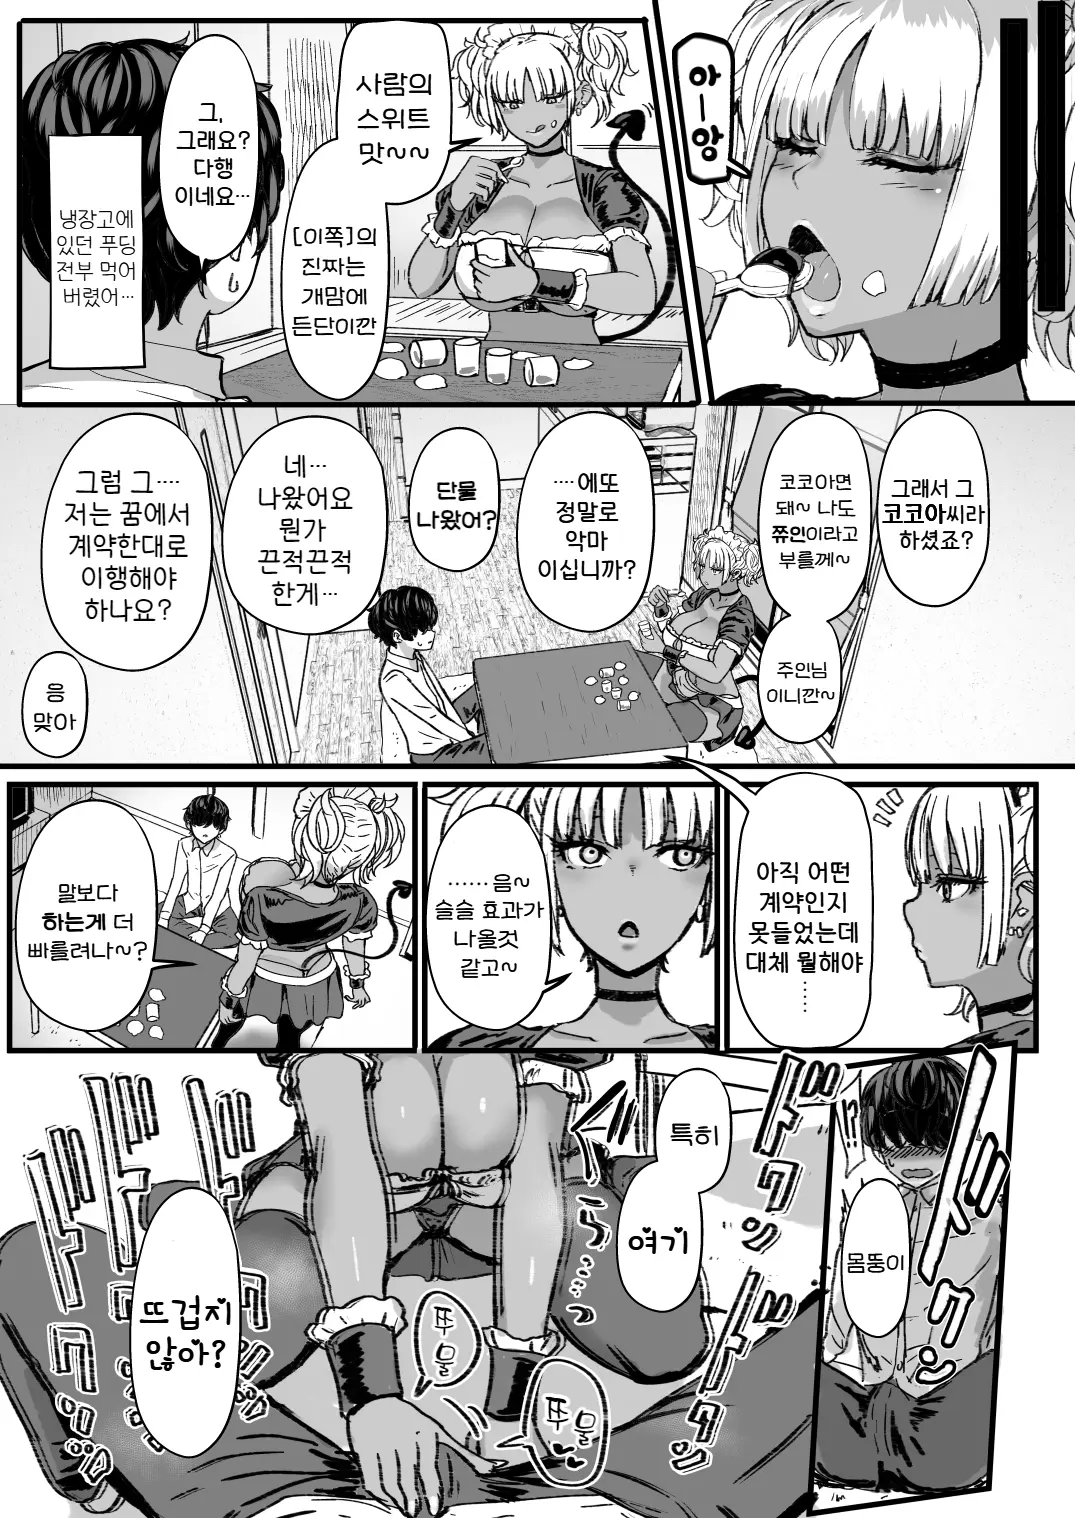 아ー앙
사람의
스위트
맛~~
[이쪽]의
진짜는
개맘에
든단이깐
그,
그래요?
다행
이네요…
냉장고에
있던 푸딩
전부 먹어
버렸어…
그래서 그
코코아씨라
하셨죠?
코코아면
돼~ 나도
쮸인이라고
부를께~
주인님
이니깐~
····에또
정말로
악마
이십니까?
단물
나왔어?
네…
나왔어요
뭔가
끈적끈적
한게…
그럼 그····
저는 꿈에서
계약한대로
이행해야
하나요?
응
맞아
아직 어떤
계약인지
못들었는데
대체 뭘해야
……
……음~
슬슬 효과가
나올것
같고~
말보다
하는게 더
빠를려나~?
!?
몸뚱이
특히
여기
뜨겁지
않아?
뚜
물
뚜
물